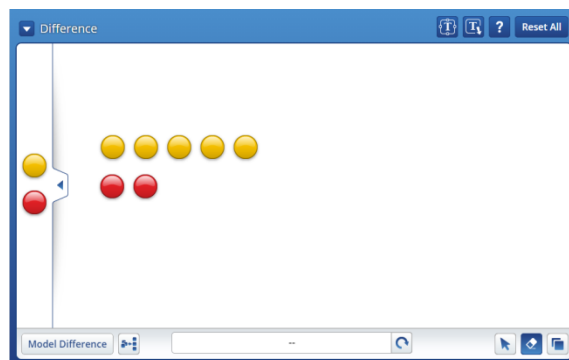 Difference
T
T
?
Reset All
Model Difference
--